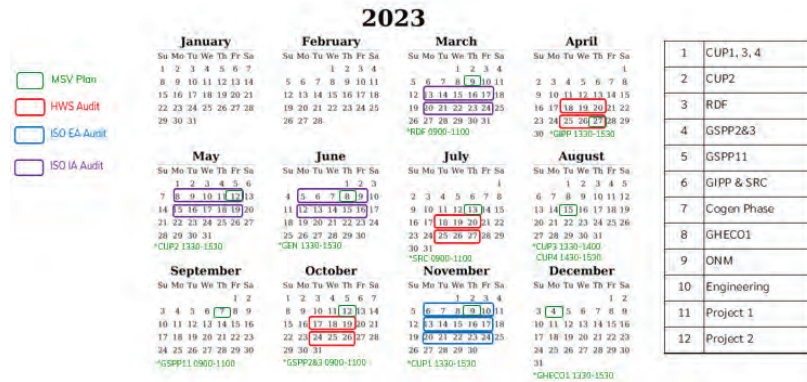 2023
MSV Plan
HWS Audit
ISO EA Audit
ISO IA Audit
January
Su Mo Tu We Th Fr Sa
1 2 3 4 5 6 7
8 9 10 11 12 13 14
15 16 17 18 19 20 21
22 23 24 25 26 27 28
29 30 31
February
Su Mo Tu We Th Fr Sa
1 2 3 4
5 6 7 8 9 10 11
12 13 14 15 16 17 18
19 20 21 22 23 24 25
26 27 28
March
Su Mo Tu We Th Fr Sa
1 2 3 4
5 6 7 8 9 10 11
12 13 14 15 16 17 18
19 20 21 22 23 24 25
26 27 28 29 30 31
*RDF 0900-1100
April
Su Mo Tu We Th Fr Sa
1
2 3 4 5 6 7 8
9 10 11 12 13 14 15
16 17 18 19 20 21 22
23 24 25 26 27 28 29
30 *GIPP 1330-1530
May
Su Mo Tu We Th Fr Sa
1 2 3 4 5 6
7 8 9 10 11 12 13
14 15 16 17 18 19 20
21 22 23 24 25 26 27
28 29 30 31
*CUP2 1330-1530
June
Su Mo Tu We Th Fr Sa
1 2 3
4 5 6 7 8 9 10
11 12 13 14 15 16 17
18 19 20 21 22 23 24
25 26 27 28 29 30
*GEN 1330-1530
July
Su Mo Tu We Th Fr Sa
1
2 3 4 5 6 7 8
9 10 11 12 13 14 15
16 17 18 19 20 21 22
23 24 25 26 27 28 29
30 31
*SRC 0900-1100
August
Su Mo Tu We Th Fr Sa
1 2 3 4 5
6 7 8 9 10 11 12
13 14 15 16 17 18 19
20 21 22 23 24 25 26
27 28 29 30 31
*CUP3 1330-1400
CUP4 1430-1530
September
Su Mo Tu We Th Fr Sa
1 2
3 4 5 6 7 8 9
10 11 12 13 14 15 16
17 18 19 20 21 22 23
24 25 26 27 28 29 30
*GSPP11 0900-1100
October
Su Mo Tu We Th Fr Sa
1 2 3 4 5 6 7
8 9 10 11 12 13 14
15 16 17 18 19 20 21
22 23 24 25 26 27 28
29 30 31
*GSPP2&3 0900-1100
November
Su Mo Tu We Th Fr Sa
1 2 3 4
5 6 7 8 9 10 11
12 13 14 15 16 17 18
19 20 21 22 23 24 25
26 27 28 29 30
*CUP1 1330-1530
December
Su Mo Tu We Th Fr Sa
1 2
3 4 5 6 7 8 9
10 11 12 13 14 15 16
17 18 19 20 21 22 23
24 25 26 27 28 29 30
31
*GHECO1 1330-1530
1 CUP1, 3, 4
2 CUP2
3 RDF
4 GSPP2&3
5 GSPP11
6 GIPP & SRC
7 Cogen Phase
8 GHECO1
9 ONM
10 Engineering
11 Project 1
12 Project 2